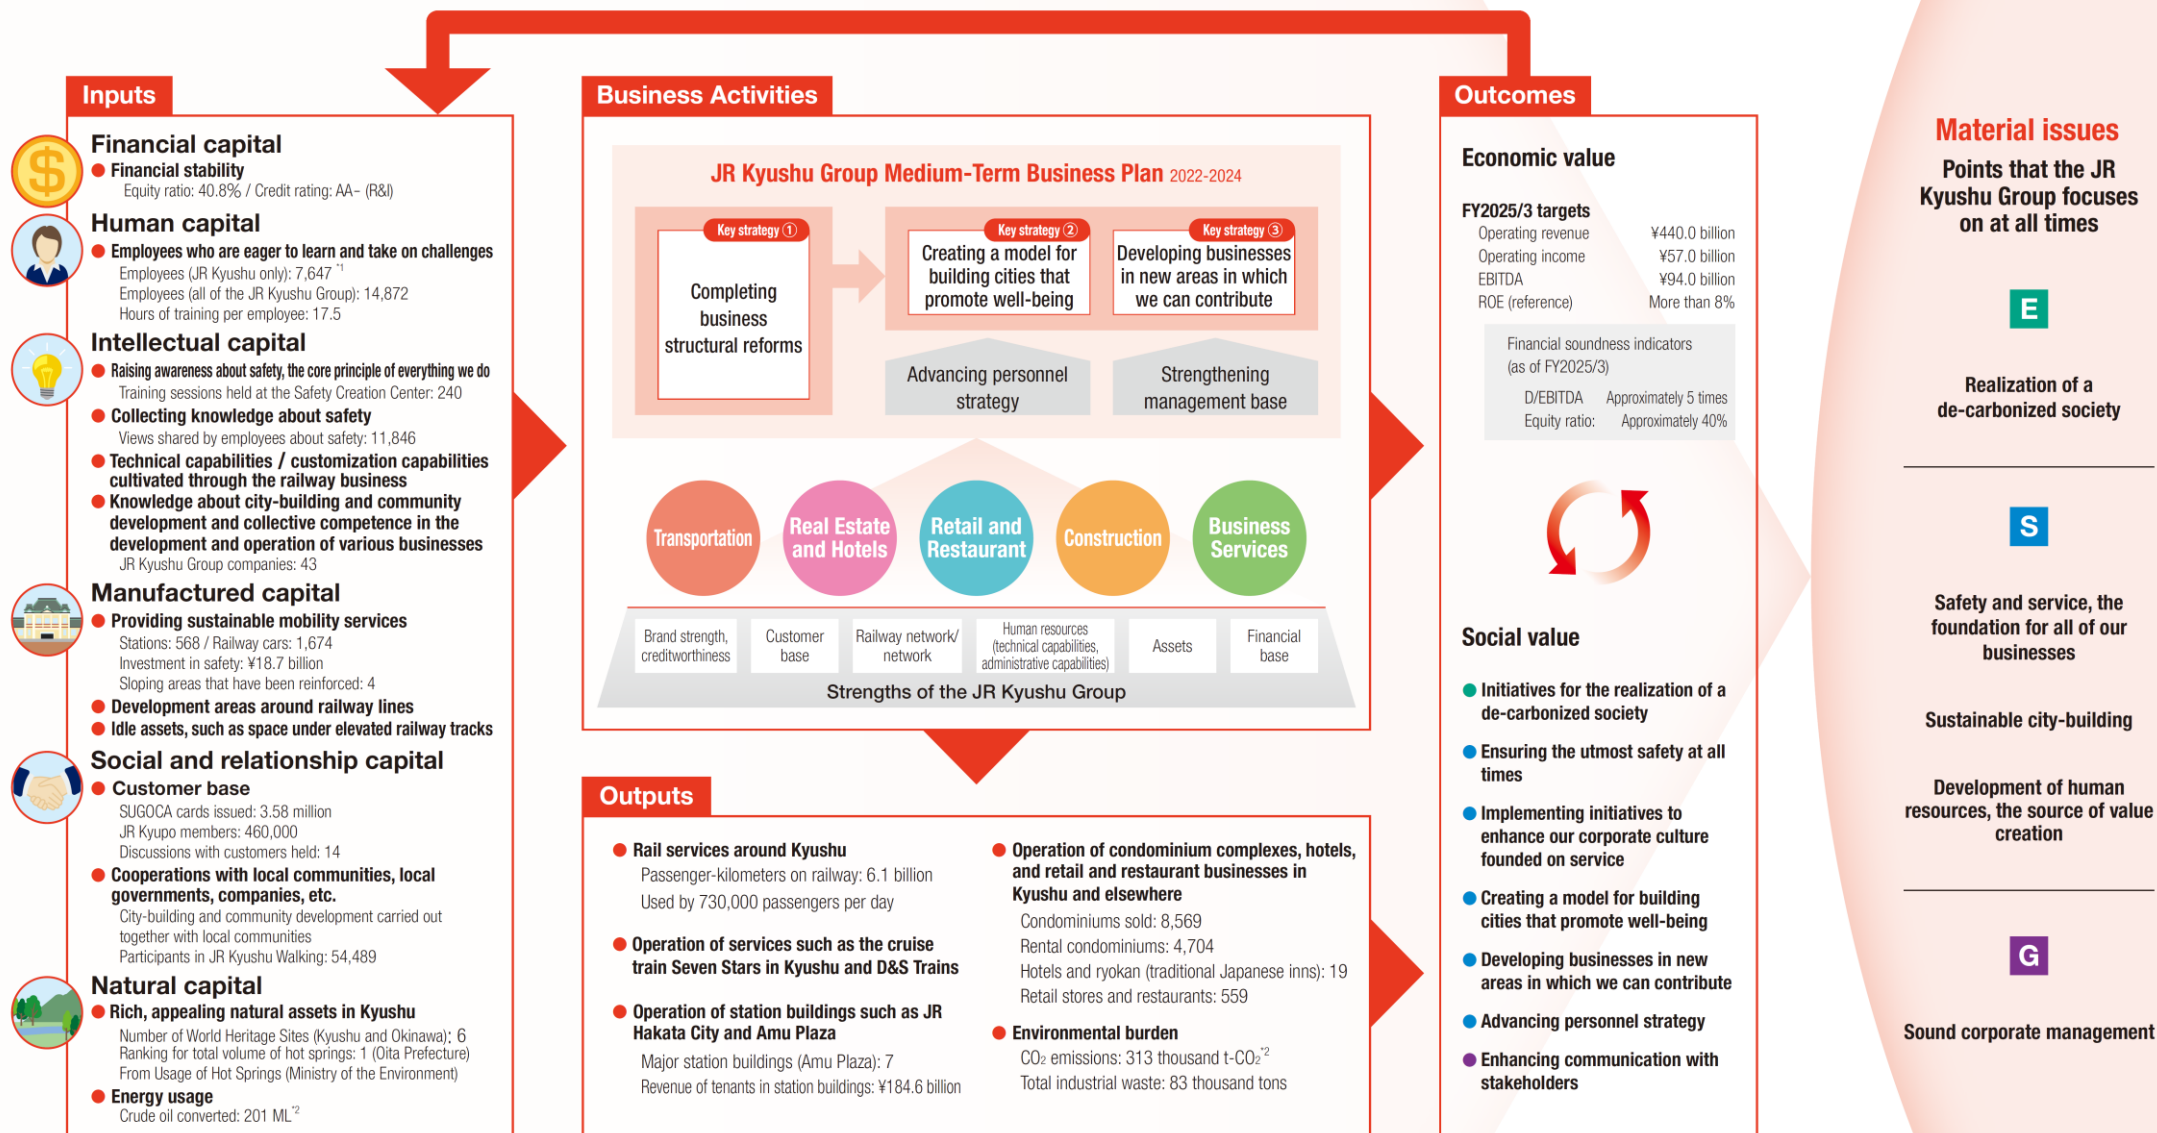 Inputs
Financial capital
● Financial stability
Equity ratio: 40.8% / Credit rating: AA− (R&I)
Human capital
● Employees who are eager to learn and take on challenges
Employees (JR Kyushu only): 7,647 *1
Employees (all of the JR Kyushu Group): 14,872
Hours of training per employee: 17.5
Intellectual capital
● Raising awareness about safety, the core principle of everything we do
Training sessions held at the Safety Creation Center: 240
● Collecting knowledge about safety
Views shared by employees about safety: 11,846
● Technical capabilities / customization capabilities
cultivated through the railway business
● Knowledge about city-building and community
development and collective competence in the
development and operation of various businesses
JR Kyushu Group companies: 43
Manufactured capital
● Providing sustainable mobility services
Stations: 568 / Railway cars: 1,674
Investment in safety: ¥18.7 billion
Sloping areas that have been reinforced: 4
● Development areas around railway lines
● Idle assets, such as space under elevated railway tracks
Social and relationship capital
● Customer base
SUGOCA cards issued: 3.58 million
JR Kyupo members: 460,000
Discussions with customers held: 14
● Cooperations with local communities, local
governments, companies, etc.
City-building and community development carried out
together with local communities
Participants in JR Kyushu Walking: 54,489
Natural capital
● Rich, appealing natural assets in Kyushu
Number of World Heritage Sites (Kyushu and Okinawa): 6
Ranking for total volume of hot springs: 1 (Oita Prefecture)
From Usage of Hot Springs (Ministry of the Environment)
● Energy usage
Crude oil converted: 201 ML*2
Business Activities
JR Kyushu Group Medium-Term Business Plan 2022-2024
Key strategy ①
Completing
business
structural reforms
Key strategy ②
Creating a model for
building cities that
promote well-being
Key strategy ③
Developing businesses
in new areas in which
we can contribute
Advancing personnel
strategy
Strengthening
management base
Transportation
Real Estate
and Hotels
Retail and
Restaurant
Construction
Business
Services
Brand strength,
creditworthiness
Customer
base
Railway network/
network
Human resources
(technical capabilities,
administrative capabilities)
Assets
Financial
base
Strengths of the JR Kyushu Group
Outputs
● Rail services around Kyushu
Passenger-kilometers on railway: 6.1 billion
Used by 730,000 passengers per day
● Operation of services such as the cruise
train Seven Stars in Kyushu and D&S Trains
● Operation of station buildings such as JR
Hakata City and Amu Plaza
Major station buildings (Amu Plaza): 7
Revenue of tenants in station buildings: ¥184.6 billion
● Operation of condominium complexes, hotels,
and retail and restaurant businesses in
Kyushu and elsewhere
Condominiums sold: 8,569
Rental condominiums: 4,704
Hotels and ryokan (traditional Japanese inns): 19
Retail stores and restaurants: 559
● Environmental burden
CO₂ emissions: 313 thousand t-CO₂*2
Total industrial waste: 83 thousand tons
Outcomes
Economic value
FY2025/3 targets
Operating revenue ¥440.0 billion
Operating income ¥57.0 billion
EBITDA ¥94.0 billion
ROE (reference) More than 8%
Financial soundness indicators
(as of FY2025/3)
D/EBITDA Approximately 5 times
Equity ratio: Approximately 40%
Social value
● Initiatives for the realization of a
de-carbonized society
● Ensuring the utmost safety at all
times
● Implementing initiatives to
enhance our corporate culture
founded on service
● Creating a model for building
cities that promote well-being
● Developing businesses in new
areas in which we can contribute
● Advancing personnel strategy
● Enhancing communication with
stakeholders
Material issues
Points that the JR
Kyushu Group focuses
on at all times
E
Realization of a
de-carbonized society
S
Safety and service, the
foundation for all of our
businesses
Sustainable city-building
Development of human
resources, the source of value
creation
G
Sound corporate management